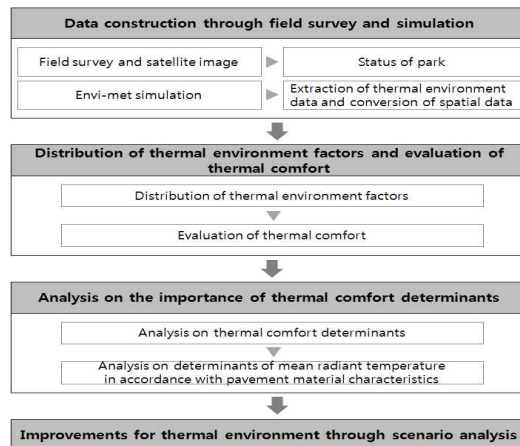 Data construction through field survey and simulation
Field survey and satellite image
Status of park
Envi-met simulation
Extraction of thermal environment
data and conversion of spatial data
Distribution of thermal environment factors and evaluation of
thermal comfort
Distribution of thermal environment factors
Evaluation of thermal comfort
Analysis on the importance of thermal comfort determinants
Analysis on thermal comfort determinants
Analysis on determinants of mean radiant temperature
in accordance with pavement material characteristics
Improvements for thermal environment through scenario analysis